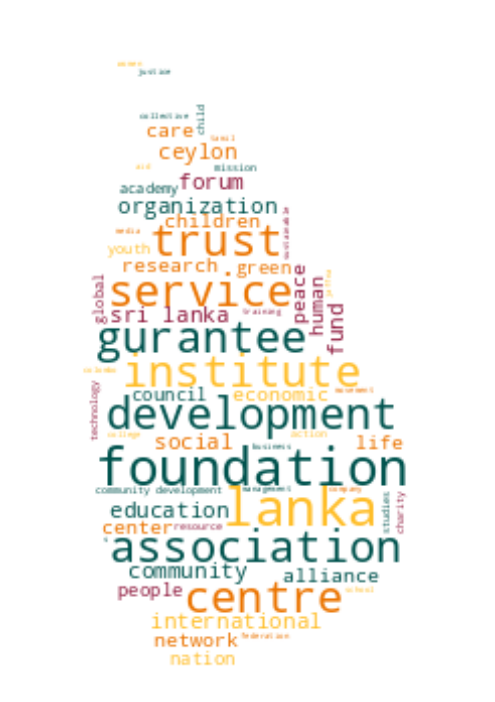 women
justice
collective
child
care
tamil
ceylon
aid
mission
academy forum
organization
children
media
trust
youth
research green
service
global
peace
human
fund
sri lanka
training
gurantee
jaffna
institute
colombo
council economic
movement
technology
development
college
action
social
business
life
foundation
community development
management
company
lanka
studies
charity
education
center resource
association
community
alliance
people centre
school
international
network federation
nation